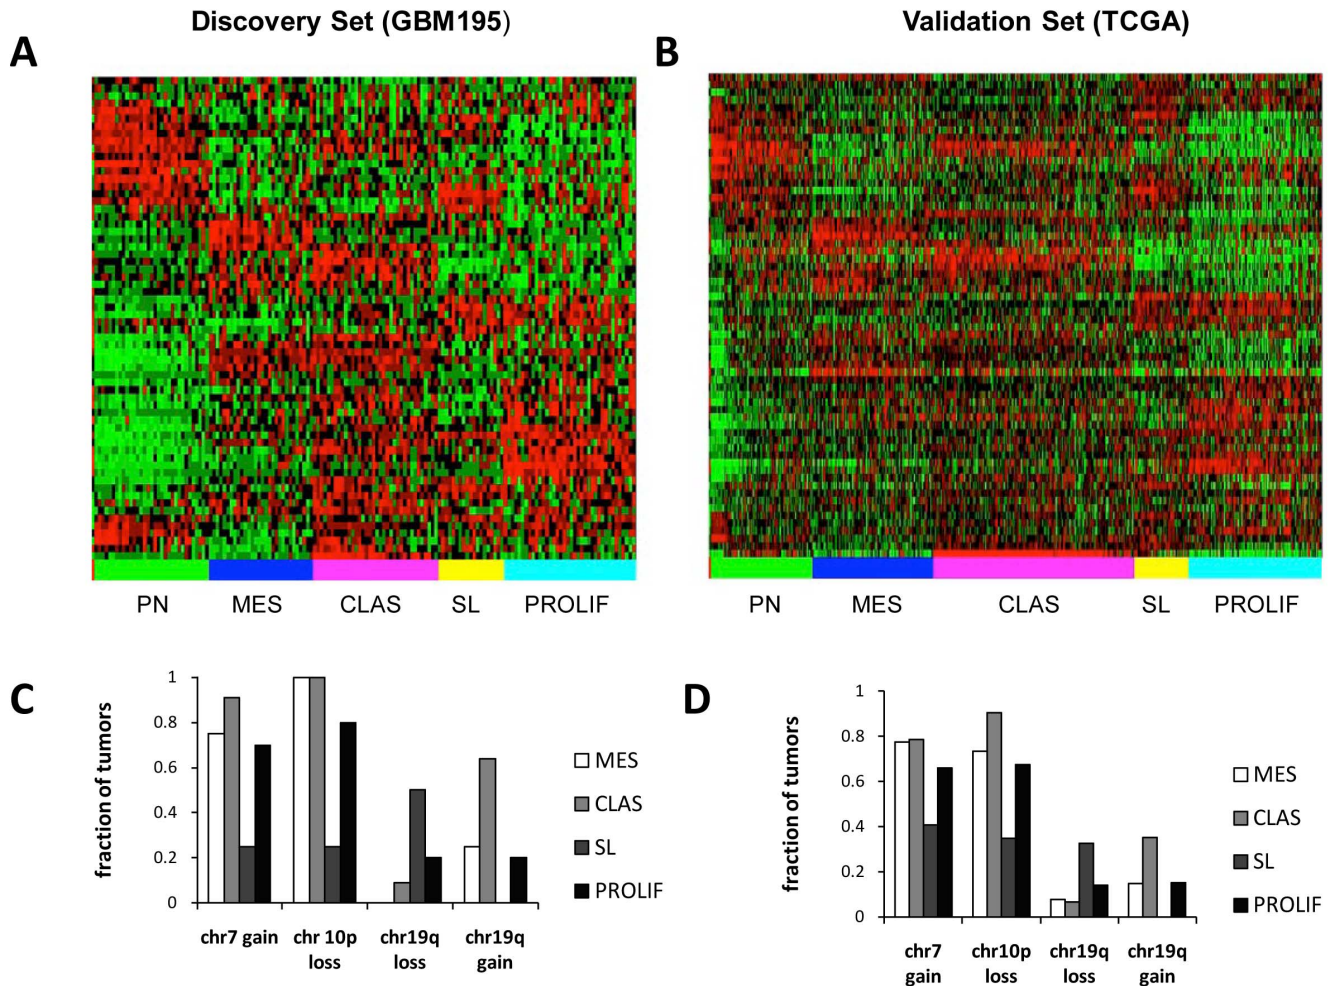 Discovery Set (GBM195)
Validation Set (TCGA)
A
B
PN MES CLAS SL PROLIF
PN MES CLAS SL PROLIF
C
fraction of tumors
1
0.8
0.6
0.4
0.2
0
chr7 gain
chr 10p
loss
chr19q
loss
chr19q
gain
MES
CLAS
SL
PROLIF
D
fraction of tumors
1
0.8
0.6
0.4
0.2
0
chr7
gain
chr10p
loss
chr19q
loss
chr19q
gain
MES
CLAS
SL
PROLIF